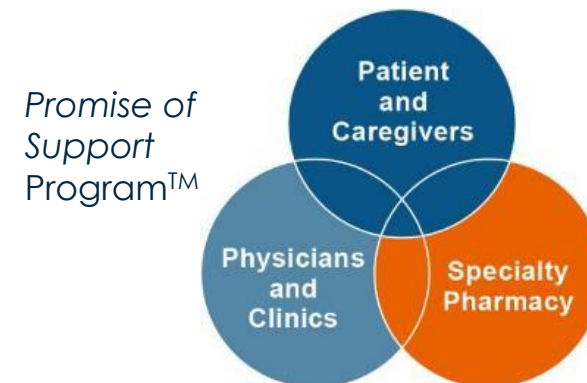 Promise of
Support
Program™
Patient
and
Caregivers
Physicians
and
Clinics
Specialty
Pharmacy